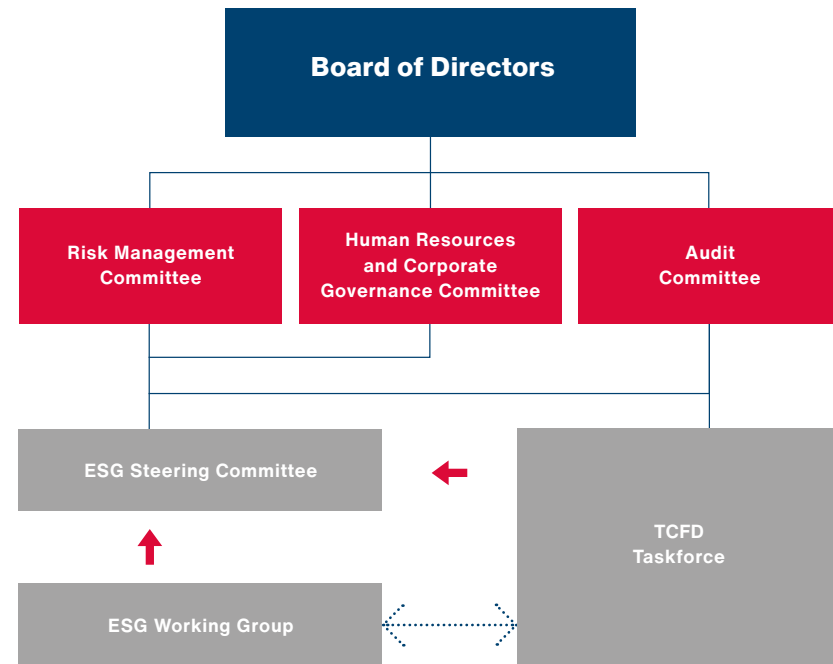 Board of Directors
Risk Management
Committee
Human Resources
and Corporate
Governance Committee
Audit
Committee
ESG Steering Committee
TCFD
Taskforce
ESG Working Group